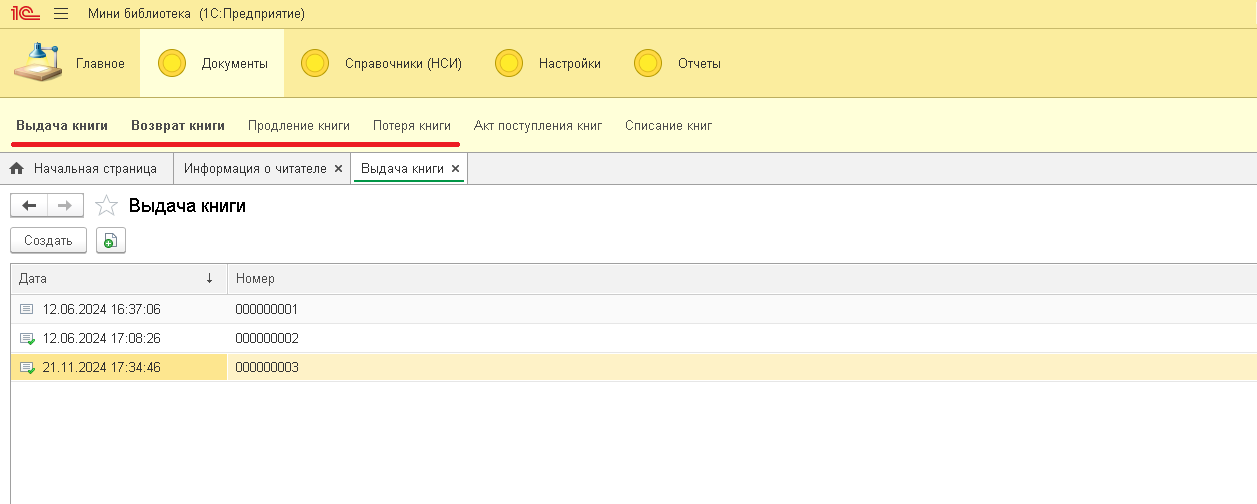 1С Мини библиотека (1С:Предприятие)
Главное Документы Справочники (НСИ) Настройки Отчеты
Выдача книги Возврат книги Продление книги Потеря книги Акт поступления книг Списание книг
Начальная страница Информация о читателе × Выдача книги ×
Выдача книги
Создать
Дата ↓ Номер
12.06.2024 16:37:06 000000001
12.06.2024 17:08:26 000000002
21.11.2024 17:34:46 000000003